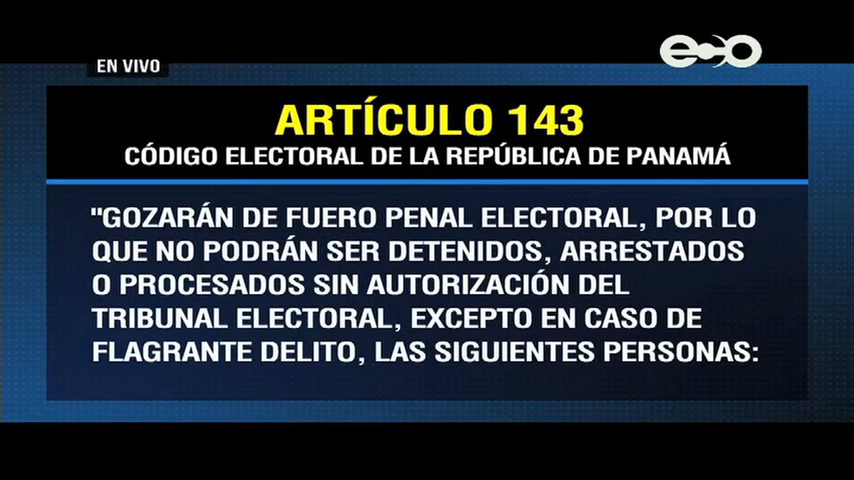 eco
EN VIVO
ARTÍCULO 143
CÓDIGO ELECTORAL DE LA REPÚBLICA DE PANAMÁ
"GOZARÁN DE FUERO PENAL ELECTORAL, POR LO
QUE NO PODRÁN SER DETENIDOS, ARRESTADOS
O PROCESADOS SIN AUTORIZACIÓN DEL
TRIBUNAL ELECTORAL, EXCEPTO EN CASO DE
FLAGRANTE DELITO, LAS SIGUIENTES PERSONAS: